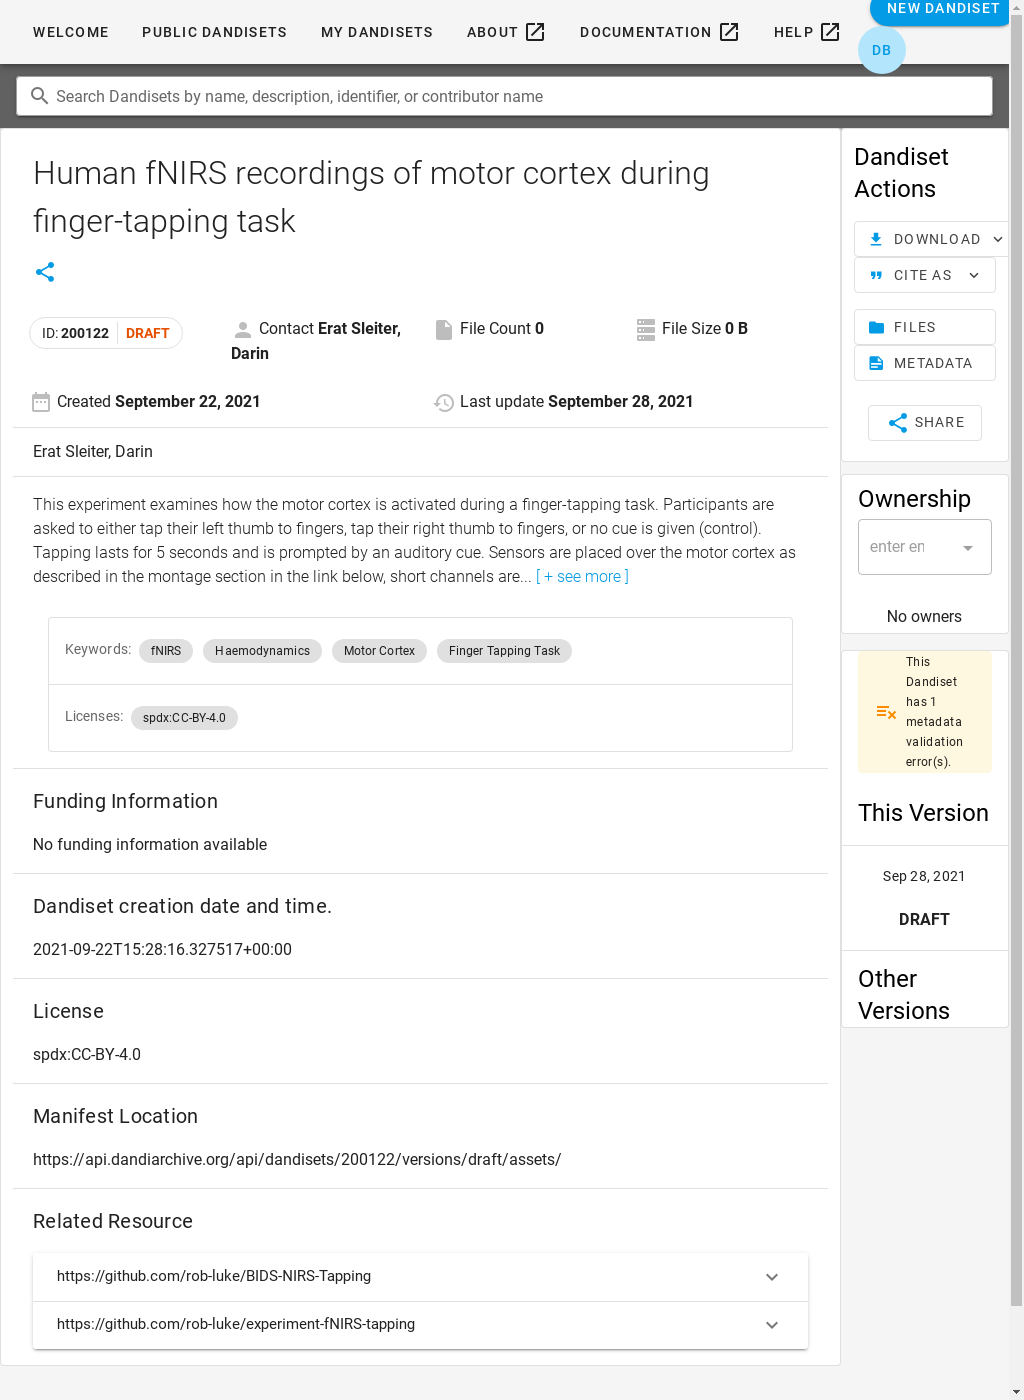 WELCOME
PUBLIC DANDISETS
MY DANDISETS
ABOUT
DOCUMENTATION
HELP
NEW DANDISET
DB
Search Dandisets by name, description, identifier, or contributor name
Human fNIRS recordings of motor cortex during
finger-tapping task
ID: 200122 DRAFT
Contact Erat Sleiter,
Darin
File Count 0
File Size 0 B
Created September 22, 2021
Last update September 28, 2021
Erat Sleiter, Darin
This experiment examines how the motor cortex is activated during a finger-tapping task. Participants are
asked to either tap their left thumb to fingers, tap their right thumb to fingers, or no cue is given (control).
Tapping lasts for 5 seconds and is prompted by an auditory cue. Sensors are placed over the motor cortex as
described in the montage section in the link below, short channels are... [ + see more ]
Keywords: fNIRS Haemodynamics Motor Cortex Finger Tapping Task
Licenses: spdx:CC-BY-4.0
Funding Information
No funding information available
Dandiset creation date and time.
2021-09-22T15:28:16.327517+00:00
License
spdx:CC-BY-4.0
Manifest Location
https://api.dandiarchive.org/api/dandisets/200122/versions/draft/assets/
Related Resource
https://github.com/rob-luke/BIDS-NIRS-Tapping
https://github.com/rob-luke/experiment-fNIRS-tapping
Dandiset
Actions
DOWNLOAD
CITE AS
FILES
METADATA
SHARE
Ownership
enter en
No owners
This
Dandiset
has 1
metadata
validation
error(s).
This Version
Sep 28, 2021
DRAFT
Other
Versions